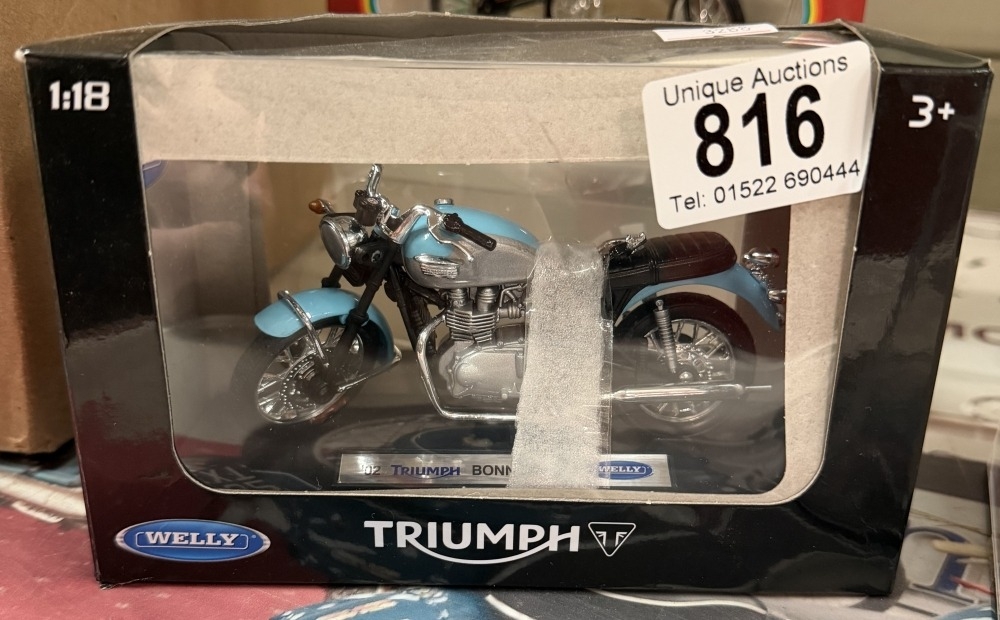 1:18
Unique Auctions
816
Tel: 01522 690444
3+
'02 TRIUMPH BONN
WELLY
WELLY
TRIUMPH